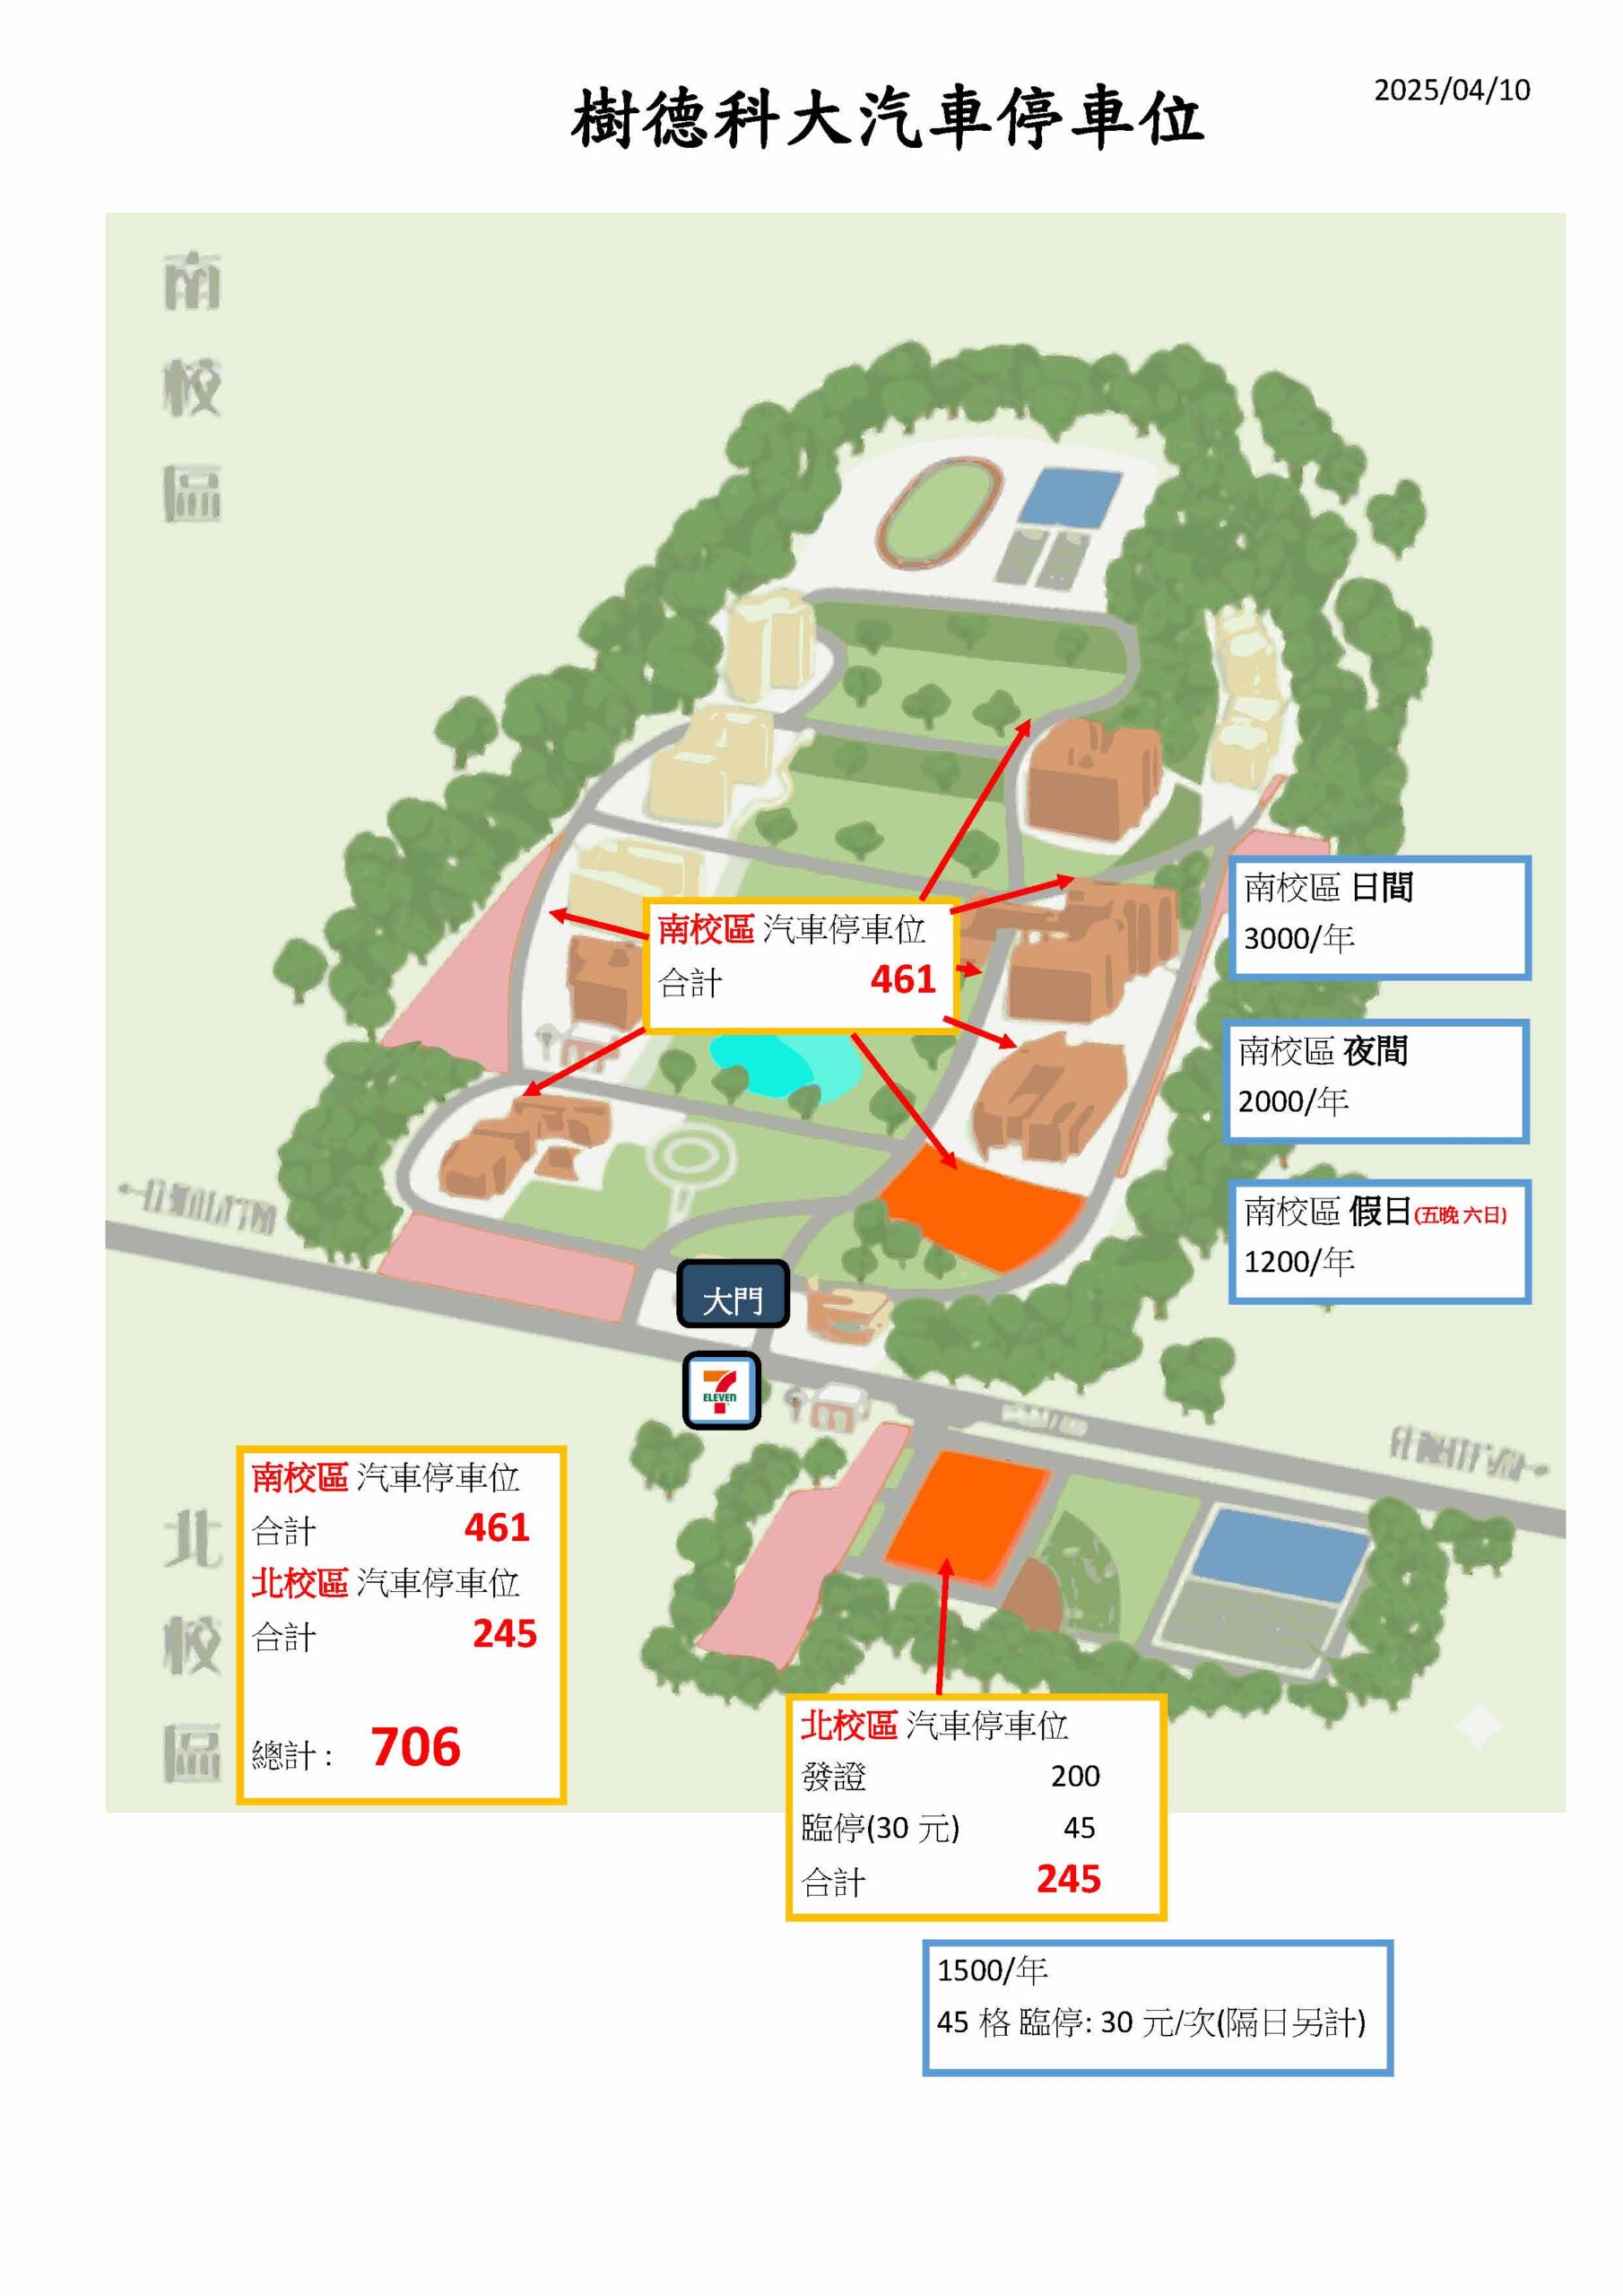 2025/04/10
樹德科大汽車停車位
南
校
區
南校區 汽車停車位
合計 461
南校區 日間
3000/年
南校區 夜間
2000/年
南校區 假日(五晚 六日)
1200/年
大門
7
ELEVEn
北
校
區
南校區 汽車停車位
合計 461
北校區 汽車停車位
合計 245
總計: 706
北校區 汽車停車位
發證 200
臨停(30 元) 45
合計 245
1500/年
45 格 臨停: 30 元/次(隔日另計)